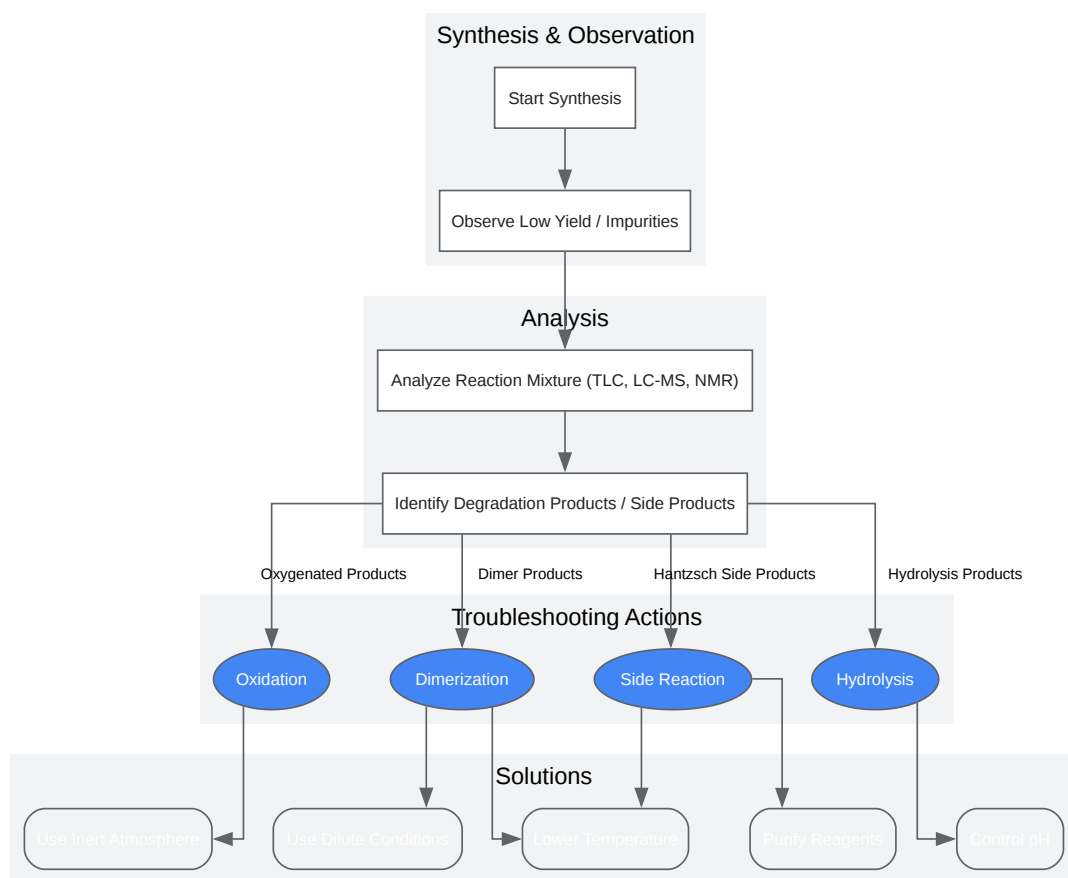 Synthesis & Observation
Start Synthesis
Observe Low Yield / Impurities
Analysis
Analyze Reaction Mixture (TLC, LC-MS, NMR)
Identify Degradation Products / Side Products
Oxygenated Products
Dimer Products
Hantzsch Side Products
Hydrolysis Products
Troubleshooting Actions
Oxidation
Dimerization
Side Reaction
Hydrolysis
Solutions
Use Inert Atmosphere
Use Dilute Conditions
Lower Temperature
Purify Reagents
Control pH